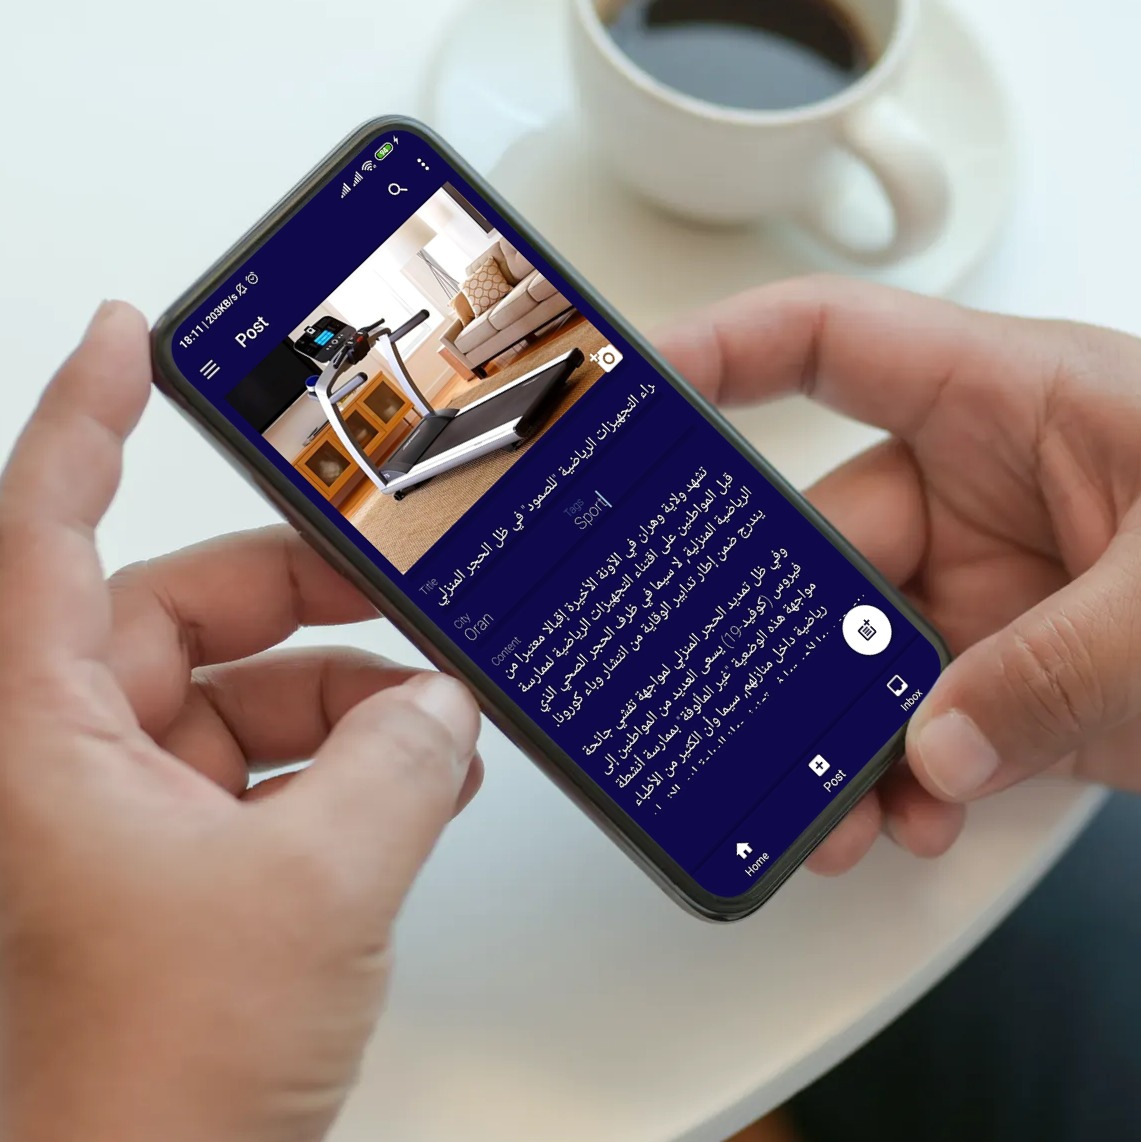 18:11 | 203KB/s
94
Post
Title
راء التجهيزات الرياضية "للصمود" في ظل الحجر المنزلي
City
Oran
Tags
Sport
Content
تشهد ولاية وهران في الآونة الأخيرة إقبالا معتبرا من
قبل المواطنين على اقتناء التجهيزات الرياضية لممارسة
الرياضية المنزلية، لا سيما في ظرف الحجر الصحي الذي
يندرج ضمن إطار تدابير الوقاية من انتشار وباء كورونا.
وفي ظل تمديد الحجر المنزلي لمواجهة تفشي جائحة
فيروس (كوفيد-19) يسعى العديد من المواطنين إلى
مواجهة هذه الوضعية "غير المألوفة" بممارسة أنشطة
رياضية داخل منازلهم، سيما وأن الكثير من الأطباء
Home
Post
Inbox